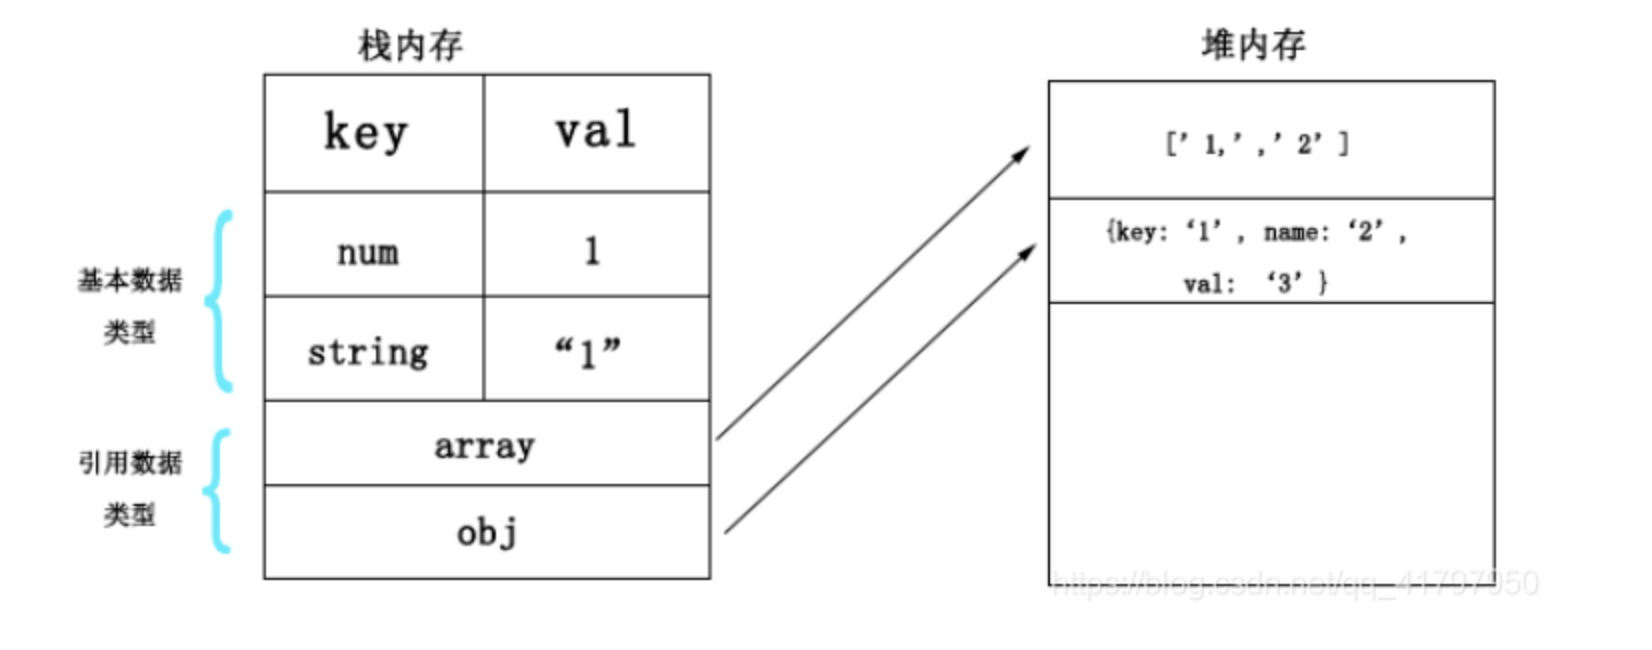 栈内存
堆内存
key
val
num
1
string
“1”
array
obj
基本数据
类型
引用数据
类型
[’ 1,’ ,’ 2’ ]
{key: ‘1’ , name: ‘2’ ,
val: ‘3’ }
https://blog.csdn.net/qq_41797950